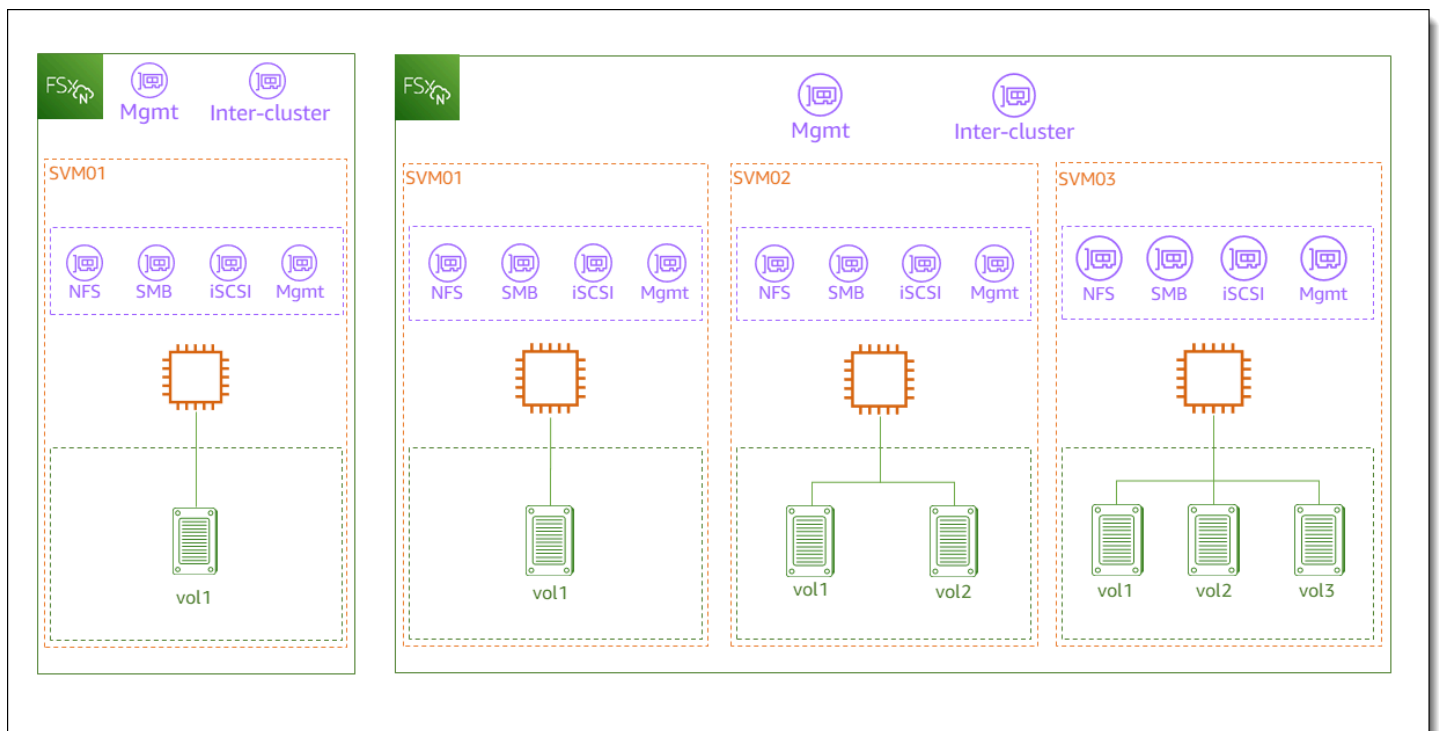 FSx
N
Mgmt
Inter-cluster
SVM01
NFS
SMB
iSCSI
Mgmt
vol1
FSx
N
Mgmt
Inter-cluster
SVM01
NFS
SMB
iSCSI
Mgmt
vol1
SVM02
NFS
SMB
iSCSI
Mgmt
vol1
vol2
SVM03
NFS
SMB
iSCSI
Mgmt
vol1
vol2
vol3